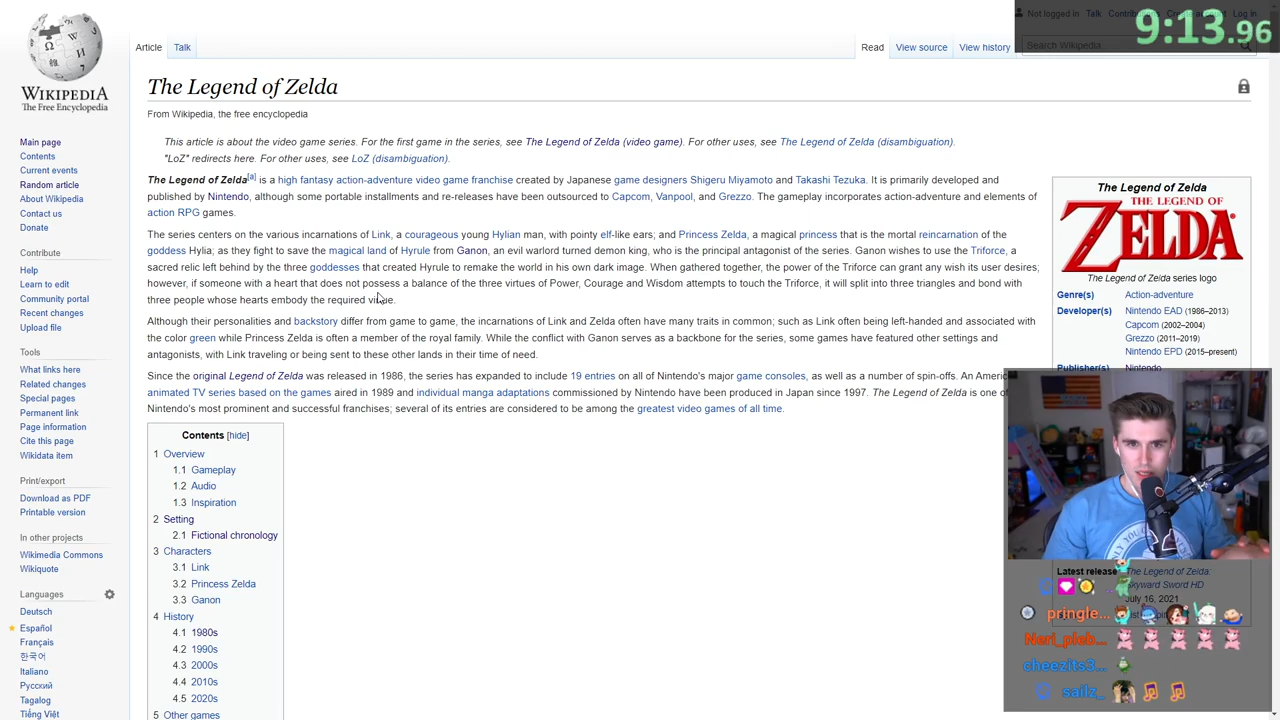 Not logged in Talk
9:13.96
WIKIPEDIA
The Free Encyclopedia
Article Talk
Read View source View history
Search Wikipedia
Main page
Contents
Current events
Random article
About Wikipedia
Contact us
Donate
Contribute
Help
Learn to edit
Community portal
Recent changes
Upload file
Tools
What links here
Related changes
Special pages
Permanent link
Page information
Cite this page
Wikidata item
Print/export
Download as PDF
Printable version
In other projects
Wikimedia Commons
Wikiquote
Languages
Deutsch
Español
Français
한국어
Italiano
Русский
Tagalog
Tiếng Việt
The Legend of Zelda
From Wikipedia, the free encyclopedia
This article is about the video game series. For the first game in the series, see The Legend of Zelda (video game). For other uses, see The Legend of Zelda (disambiguation).
"LoZ" redirects here. For other uses, see LoZ (disambiguation).
The Legend of Zelda[a] is a high fantasy action-adventure video game franchise created by Japanese game designers Shigeru Miyamoto and Takashi Tezuka. It is primarily developed and
published by Nintendo, although some portable installments and re-releases have been outsourced to Capcom, Vanpool, and Grezzo. The gameplay incorporates action-adventure and elements of
action RPG games.
The series centers on the various incarnations of Link, a courageous young Hylian man, with pointy elf-like ears; and Princess Zelda, a magical princess that is the mortal reincarnation of the
goddess Hylia; as they fight to save the magical land of Hyrule from Ganon, an evil warlord turned demon king, who is the principal antagonist of the series. Ganon wishes to use the Triforce, a
sacred relic left behind by the three goddesses that created Hyrule to remake the world in his own dark image. When gathered together, the power of the Triforce can grant any wish its user desires;
however, if someone with a heart that does not possess a balance of the three virtues of Power, Courage and Wisdom attempts to touch the Triforce, it will split into three triangles and bond with
three people whose hearts embody the required virtue.
Although their personalities and backstory differ from game to game, the incarnations of Link and Zelda often have many traits in common; such as Link often being left-handed and associated with
the color green while Princess Zelda is often a member of the royal family. While the conflict with Ganon serves as a backbone for the series, some games have featured other settings and
antagonists, with Link traveling or being sent to these other lands in their time of need.
Since the original Legend of Zelda was released in 1986, the series has expanded to include 19 entries on all of Nintendo's major game consoles, as well as a number of spin-offs. An Americ
animated TV series based on the games aired in 1989 and individual manga adaptations commissioned by Nintendo have been produced in Japan since 1997. The Legend of Zelda is one of
Nintendo's most prominent and successful franchises; several of its entries are considered to be among the greatest video games of all time.
Contents [hide]
1 Overview
1.1 Gameplay
1.2 Audio
1.3 Inspiration
2 Setting
2.1 Fictional chronology
3 Characters
3.1 Link
3.2 Princess Zelda
3.3 Ganon
4 History
4.1 1980s
4.2 1990s
4.3 2000s
4.4 2010s
4.5 2020s
5 Other games
The Legend of Zelda
THE LEGEND OF
ZELDA
The Legend of Zelda series logo
Genre(s) Action-adventure
Developer(s) Nintendo EAD (1986–2013)
Capcom (2002–2004)
Grezzo (2011–2019)
Nintendo EPD (2015–present)
Publisher(s) Nintendo
Latest release The Legend of Zelda:
Skyward Sword HD
July 16, 2021
pringle...
Neri_pleb...
cheezits3...
sailz_